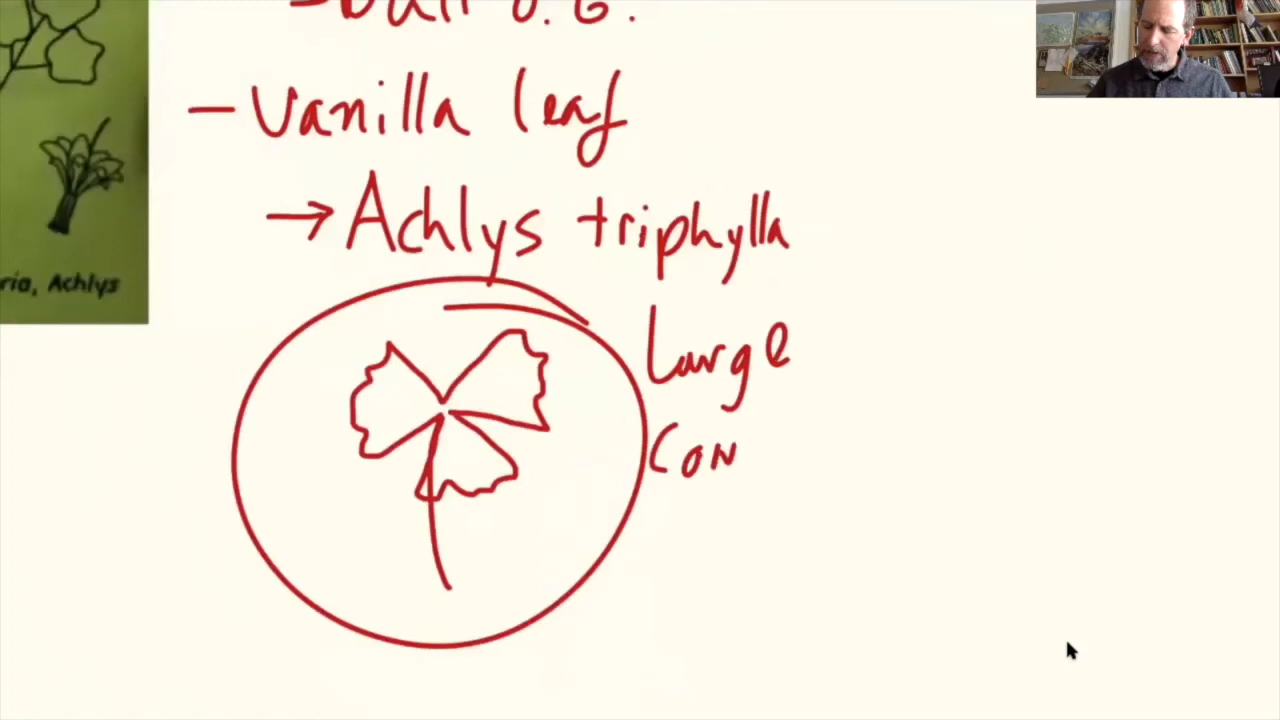 - Vanilla leaf
→ Achlys triphylla
Large
Con
ria, Achlys